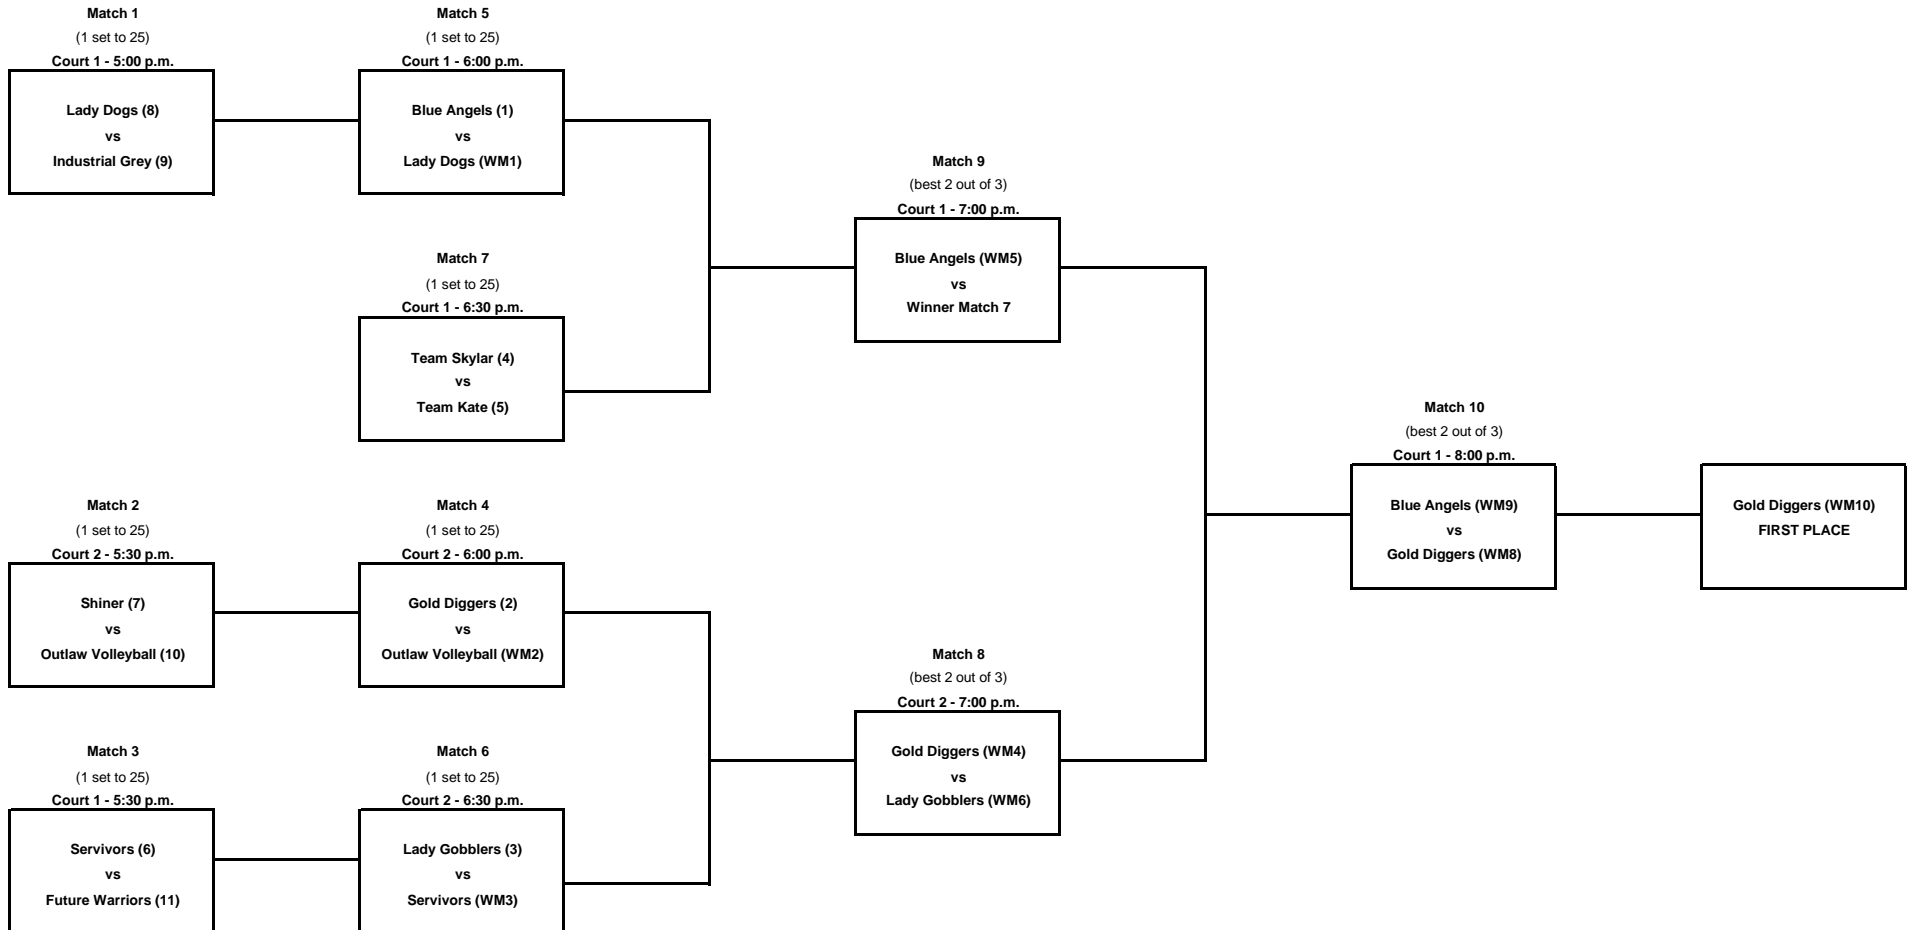 Match 1
(1 set to 25)
Court 1 - 5:00 p.m.
Lady Dogs (8)
vs
Industrial Grey (9)
Match 5
(1 set to 25)
Court 1 - 6:00 p.m.
Blue Angels (1)
vs
Lady Dogs (WM1)
Match 7
(1 set to 25)
Court 1 - 6:30 p.m.
Team Skylar (4)
vs
Team Kate (5)
Match 9
(best 2 out of 3)
Court 1 - 7:00 p.m.
Blue Angels (WM5)
vs
Winner Match 7
Match 2
(1 set to 25)
Court 2 - 5:30 p.m.
Shiner (7)
vs
Outlaw Volleyball (10)
Match 4
(1 set to 25)
Court 2 - 6:00 p.m.
Gold Diggers (2)
vs
Outlaw Volleyball (WM2)
Match 3
(1 set to 25)
Court 1 - 5:30 p.m.
Servivors (6)
vs
Future Warriors (11)
Match 6
(1 set to 25)
Court 2 - 6:30 p.m.
Lady Gobblers (3)
vs
Servivors (WM3)
Match 8
(best 2 out of 3)
Court 2 - 7:00 p.m.
Gold Diggers (WM4)
vs
Lady Gobblers (WM6)
Match 10
(best 2 out of 3)
Court 1 - 8:00 p.m.
Blue Angels (WM9)
vs
Gold Diggers (WM8)
Gold Diggers (WM10)
FIRST PLACE